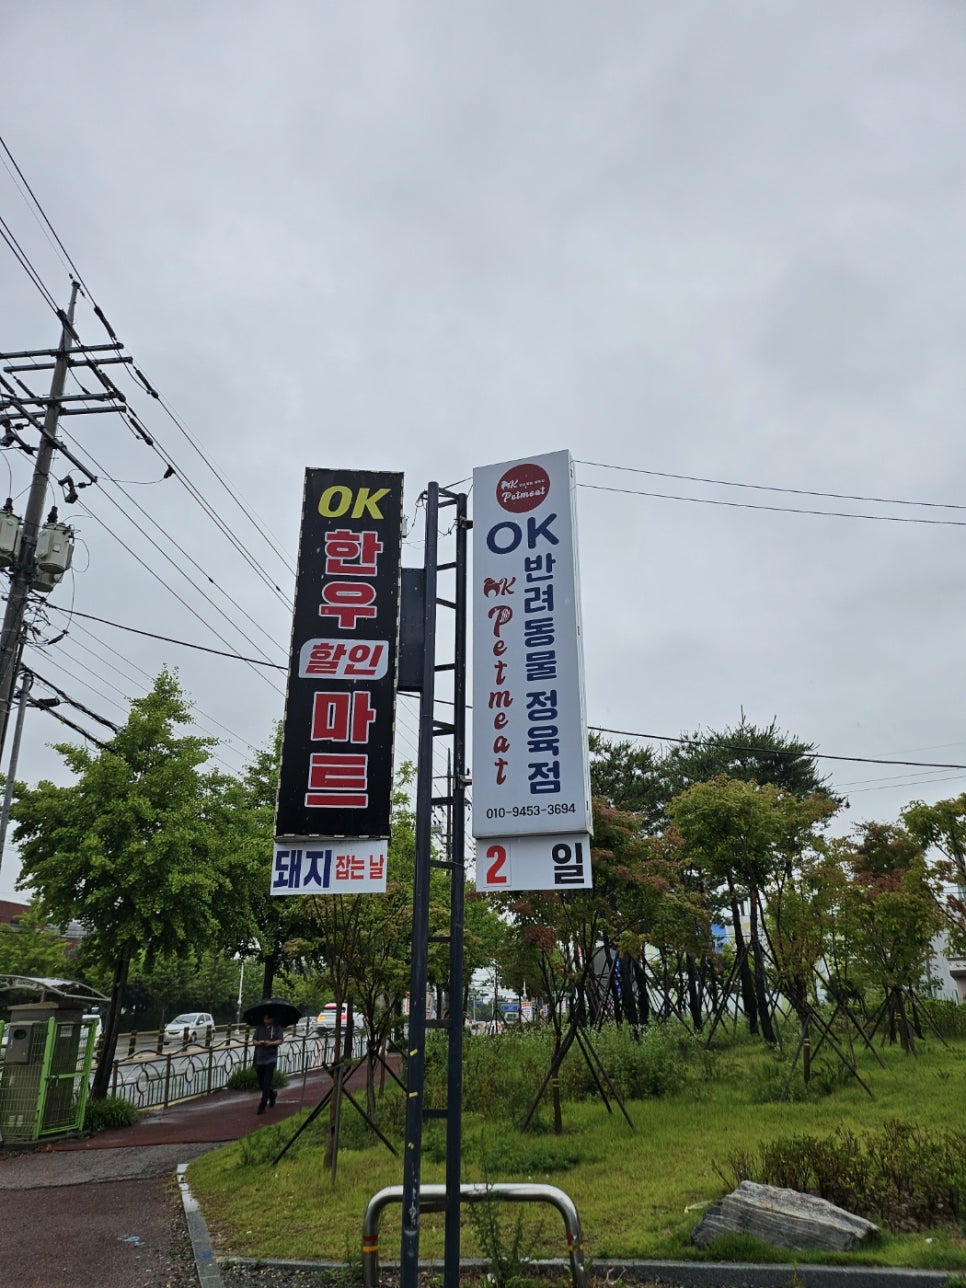 OK
한우
할인
마트
돼지 잡는 날
OK
Petmeat
OK
반려동물 정육점
OK Petmeat
010-9453-3694
2 일